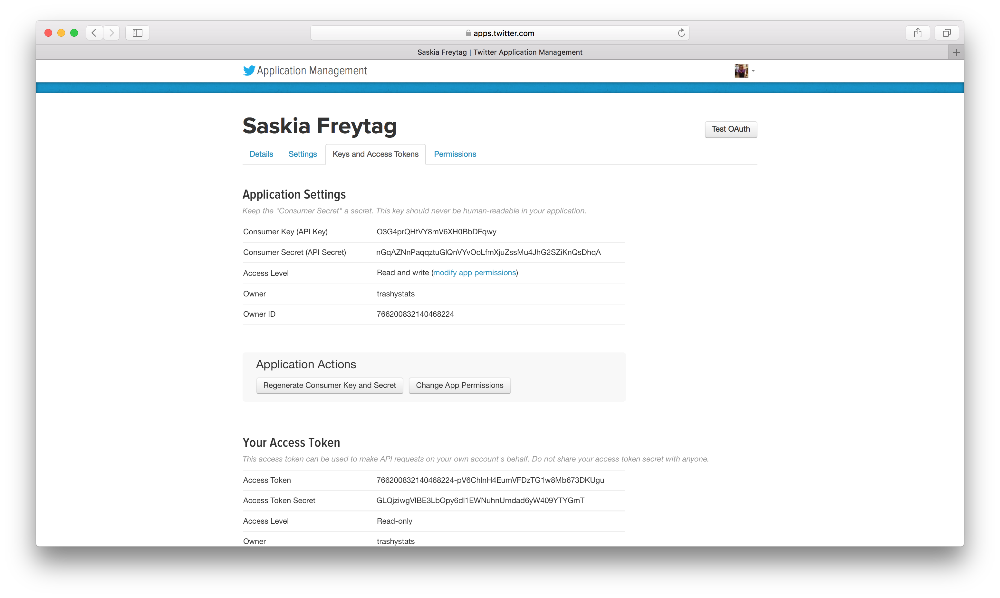 apps.twitter.com
Saskia Freytag | Twitter Application Management
Application Management
Saskia Freytag
Test OAuth
Details Settings Keys and Access Tokens Permissions
Application Settings
Keep the "Consumer Secret" a secret. This key should never be human-readable in your application.
Consumer Key (API Key) O3G4prQHtVY8mV6XH0BbDFqwy
Consumer Secret (API Secret)
Access Level Read and write (modify app permissions)
Owner trashystats
Owner ID 766200832140468224
Application Actions
Regenerate Consumer Key and Secret Change App Permissions
Your Access Token
This access token can be used to make API requests on your own account's behalf. Do not share your access token secret with anyone.
Access Token
Access Token Secret
Access Level Read-only
Owner trashystats